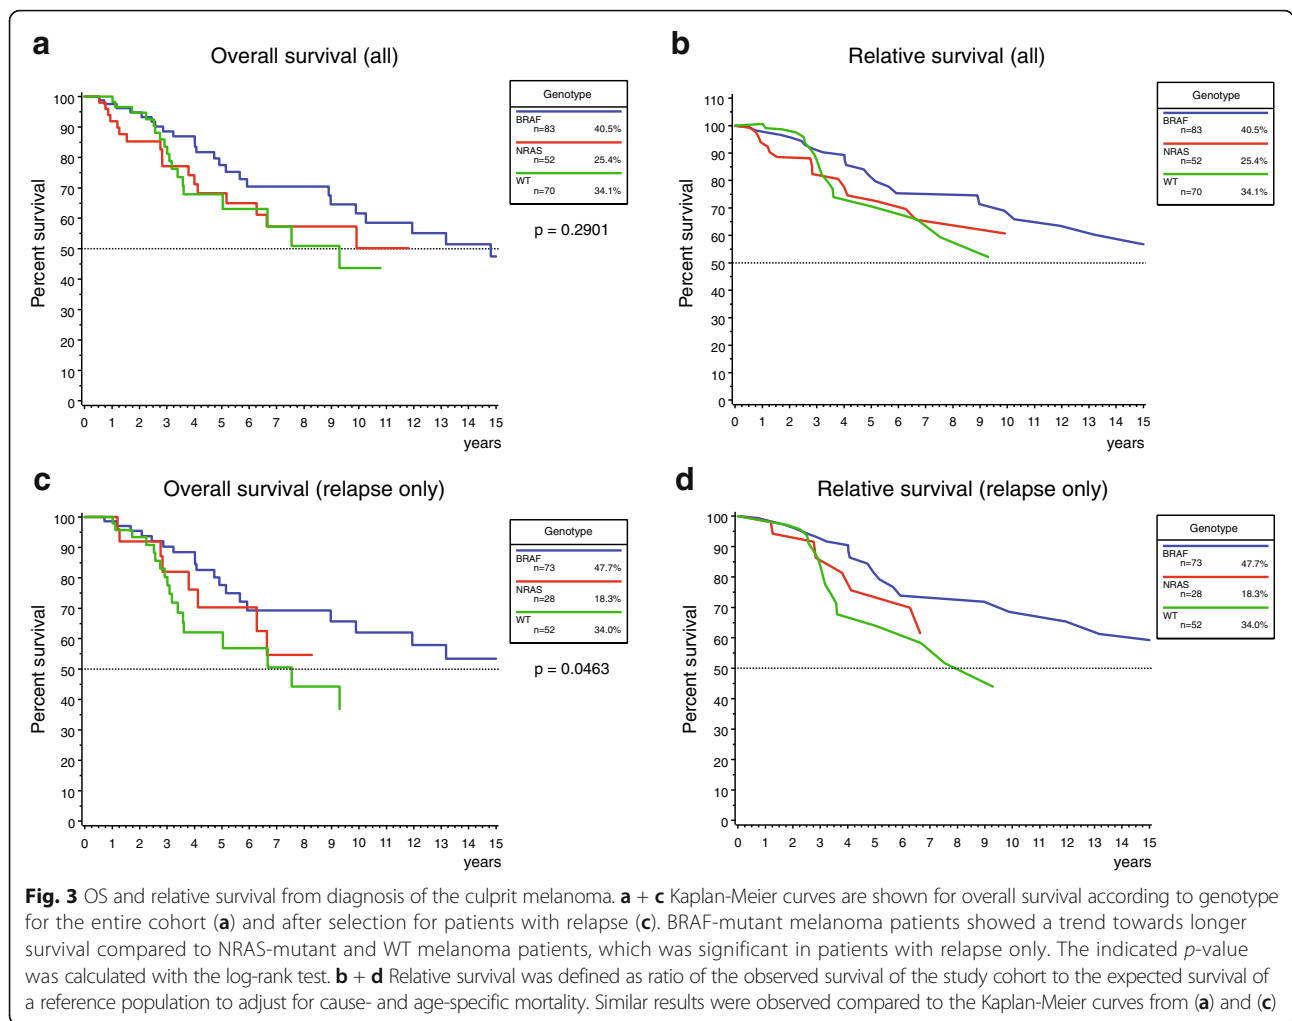 a
Overall survival (all)
Percent survival
100
90
80
70
60
50
40
30
20
10
0
0 1 2 3 4 5 6 7 8 9 10 11 12 13 14 15
years
Genotype
BRAF
n=83 40.5%
NRAS
n=52 25.4%
WT
n=70 34.1%
p = 0.2901
b
Relative survival (all)
Percent survival
110
100
90
80
70
60
50
40
30
20
10
0
0 1 2 3 4 5 6 7 8 9 10 11 12 13 14 15
years
Genotype
BRAF
n=83 40.5%
NRAS
n=52 25.4%
WT
n=70 34.1%
c
Overall survival (relapse only)
Percent survival
100
90
80
70
60
50
40
30
20
10
0
0 1 2 3 4 5 6 7 8 9 10 11 12 13 14 15
years
Genotype
BRAF
n=73 47.7%
NRAS
n=28 18.3%
WT
n=52 34.0%
p = 0.0463
d
Relative survival (relapse only)
Percent survival
100
90
80
70
60
50
40
30
20
10
0
0 1 2 3 4 5 6 7 8 9 10 11 12 13 14 15
years
Genotype
BRAF
n=73 47.7%
NRAS
n=28 18.3%
WT
n=52 34.0%
Fig. 3 OS and relative survival from diagnosis of the culprit melanoma. a + c Kaplan-Meier curves are shown for overall survival according to genotype
for the entire cohort (a) and after selection for patients with relapse (c). BRAF-mutant melanoma patients showed a trend towards longer
survival compared to NRAS-mutant and WT melanoma patients, which was significant in patients with relapse only. The indicated p-value
was calculated with the log-rank test. b + d Relative survival was defined as ratio of the observed survival of the study cohort to the expected survival of
a reference population to adjust for cause- and age-specific mortality. Similar results were observed compared to the Kaplan-Meier curves from (a) and (c)